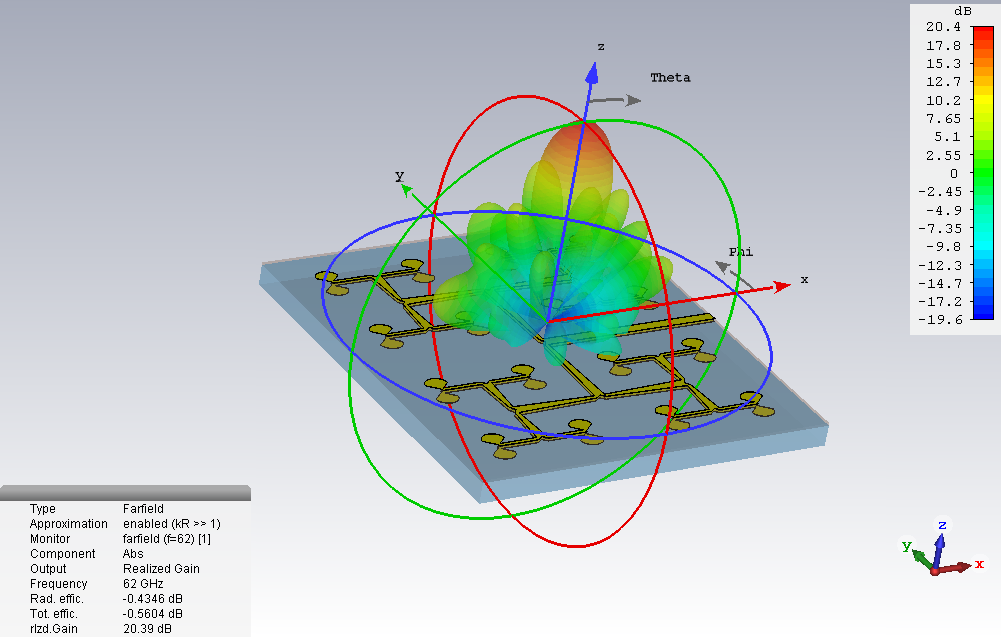 dB
20.4
17.8
15.3
12.7
10.2
7.65
5.1
2.55
0
-2.45
-4.9
-7.35
-9.8
-12.3
-14.7
-17.2
-19.6
z
Theta
y
Phi
x
Type Farfield
Approximation enabled (kR >> 1)
Monitor farfield (f=62) [1]
Component Abs
Output Realized Gain
Frequency 62 GHz
Rad. effic. -0.4346 dB
Tot. effic. -0.5604 dB
rlzd.Gain 20.39 dB
z
y
x